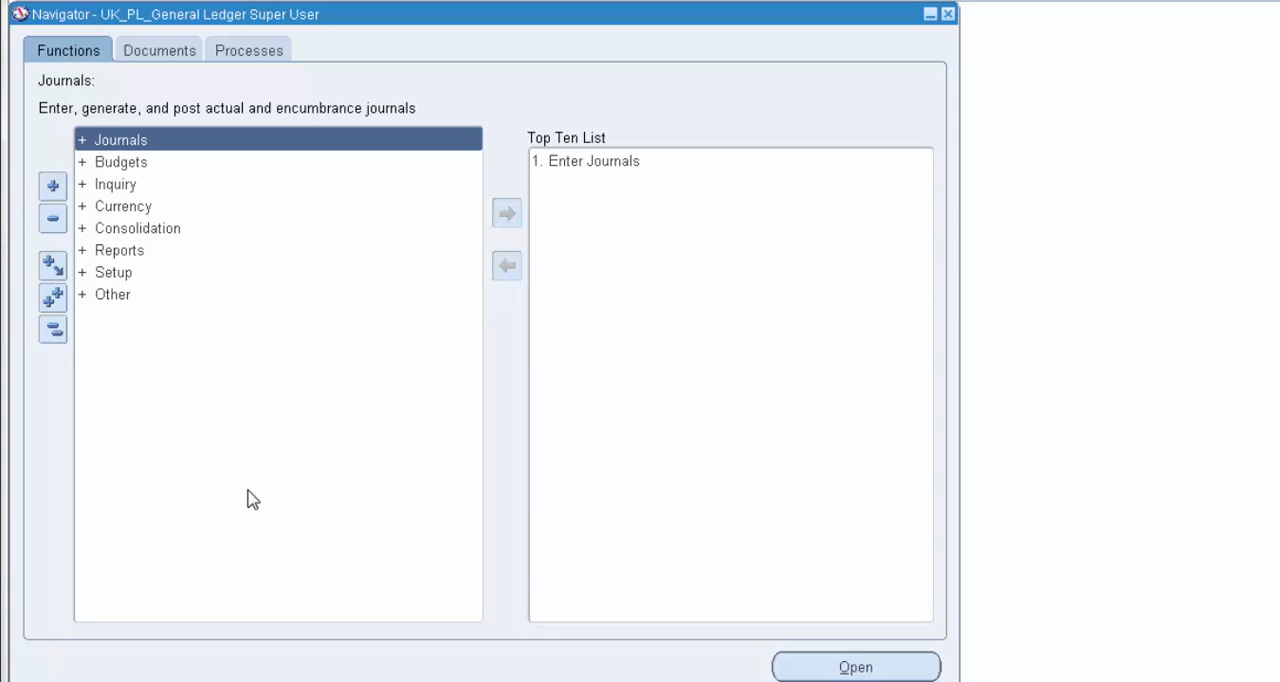 Navigator - UK_PL_General Ledger Super User
Functions Documents Processes
Journals:
Enter, generate, and post actual and encumbrance journals
+ Journals
+ Budgets
+ Inquiry
+ Currency
+ Consolidation
+ Reports
+ Setup
+ Other
Top Ten List
1. Enter Journals
Open